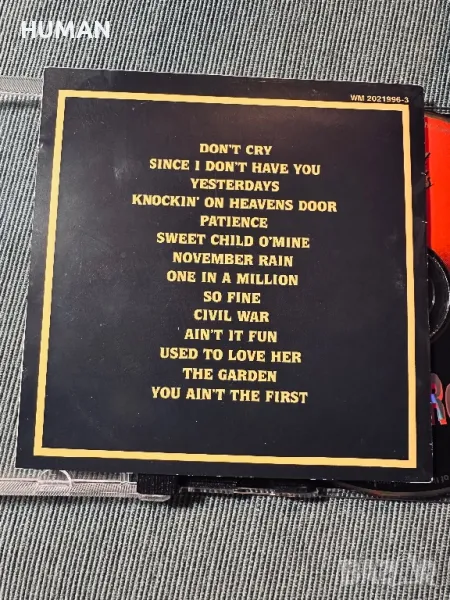 HUMAN
WM 2021996-3
DON'T CRY
SINCE I DON'T HAVE YOU
YESTERDAYS
KNOCKIN' ON HEAVENS DOOR
PATIENCE
SWEET CHILD O'MINE
NOVEMBER RAIN
ONE IN A MILLION
SO FINE
CIVIL WAR
AIN'T IT FUN
USED TO LOVE HER
THE GARDEN
YOU AIN'T THE FIRST